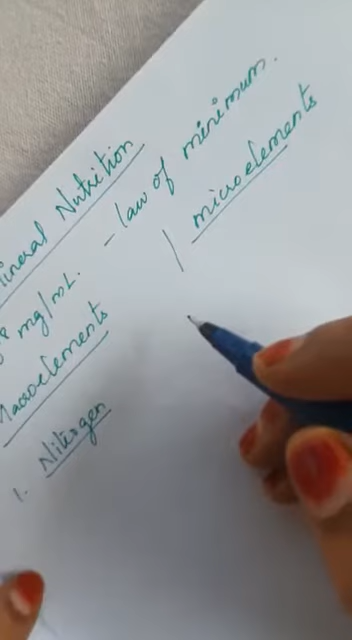 Mineral Nutrition
- law of minimum.
mg/mL.
Macroelements
microelements
1. Nitrogen